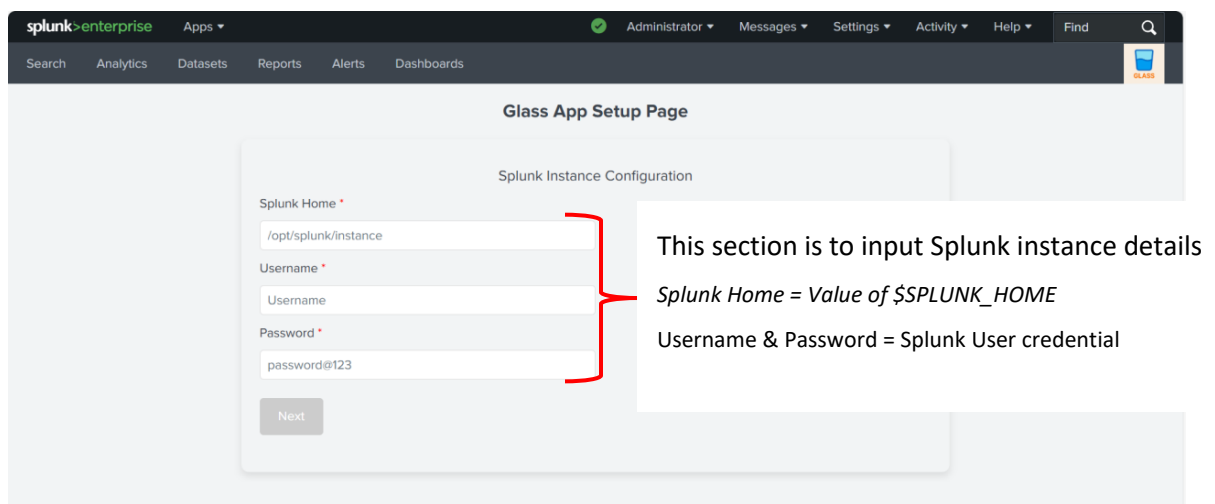 splunk>enterprise Apps Administrator Messages Settings Activity Help Find
Search Analytics Datasets Reports Alerts Dashboards
GLASS
Glass App Setup Page
Splunk Instance Configuration
Splunk Home *
/opt/splunk/instance
Username *
Username
Password *
password@123
Next
This section is to input Splunk instance details
Splunk Home = Value of $SPLUNK_HOME
Username & Password = Splunk User credential